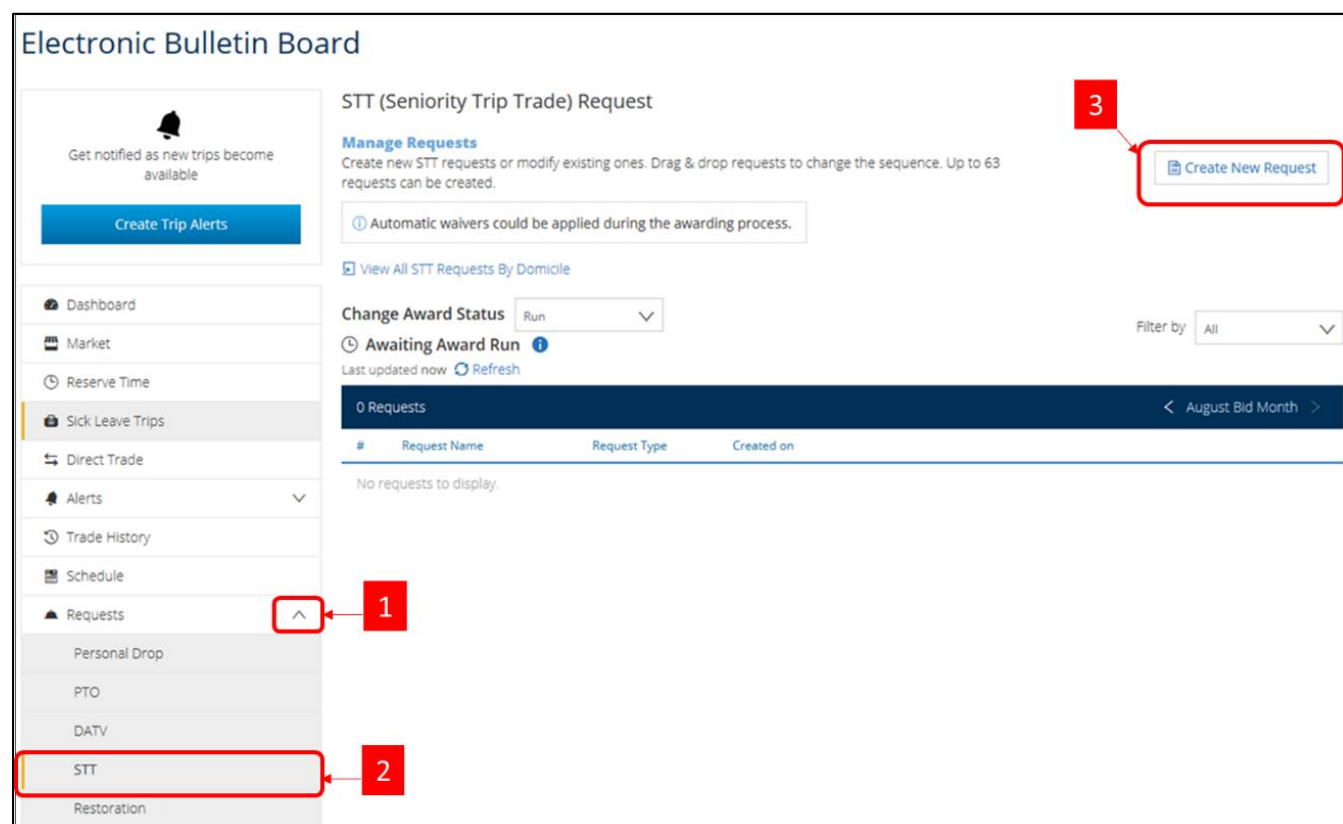 Electronic Bulletin Board
Get notified as new trips become
available
Create Trip Alerts
Dashboard
Market
Reserve Time
Sick Leave Trips
Direct Trade
Alerts
Trade History
Schedule
Requests
1
Personal Drop
PTO
DATV
STT
2
Restoration
STT (Seniority Trip Trade) Request
3
Manage Requests
Create new STT requests or modify existing ones. Drag & drop requests to change the sequence. Up to 63
requests can be created.
Create New Request
Automatic waivers could be applied during the awarding process.
View All STT Requests By Domicile
Change Award Status Run
Filter by All
Awaiting Award Run
Last updated now Refresh
0 Requests < August Bid Month >
# Request Name Request Type Created on
No requests to display.